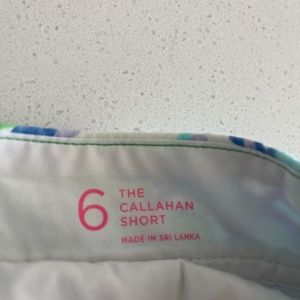 6
THE
CALLAHAN
SHORT
MADE IN SRI LANKA